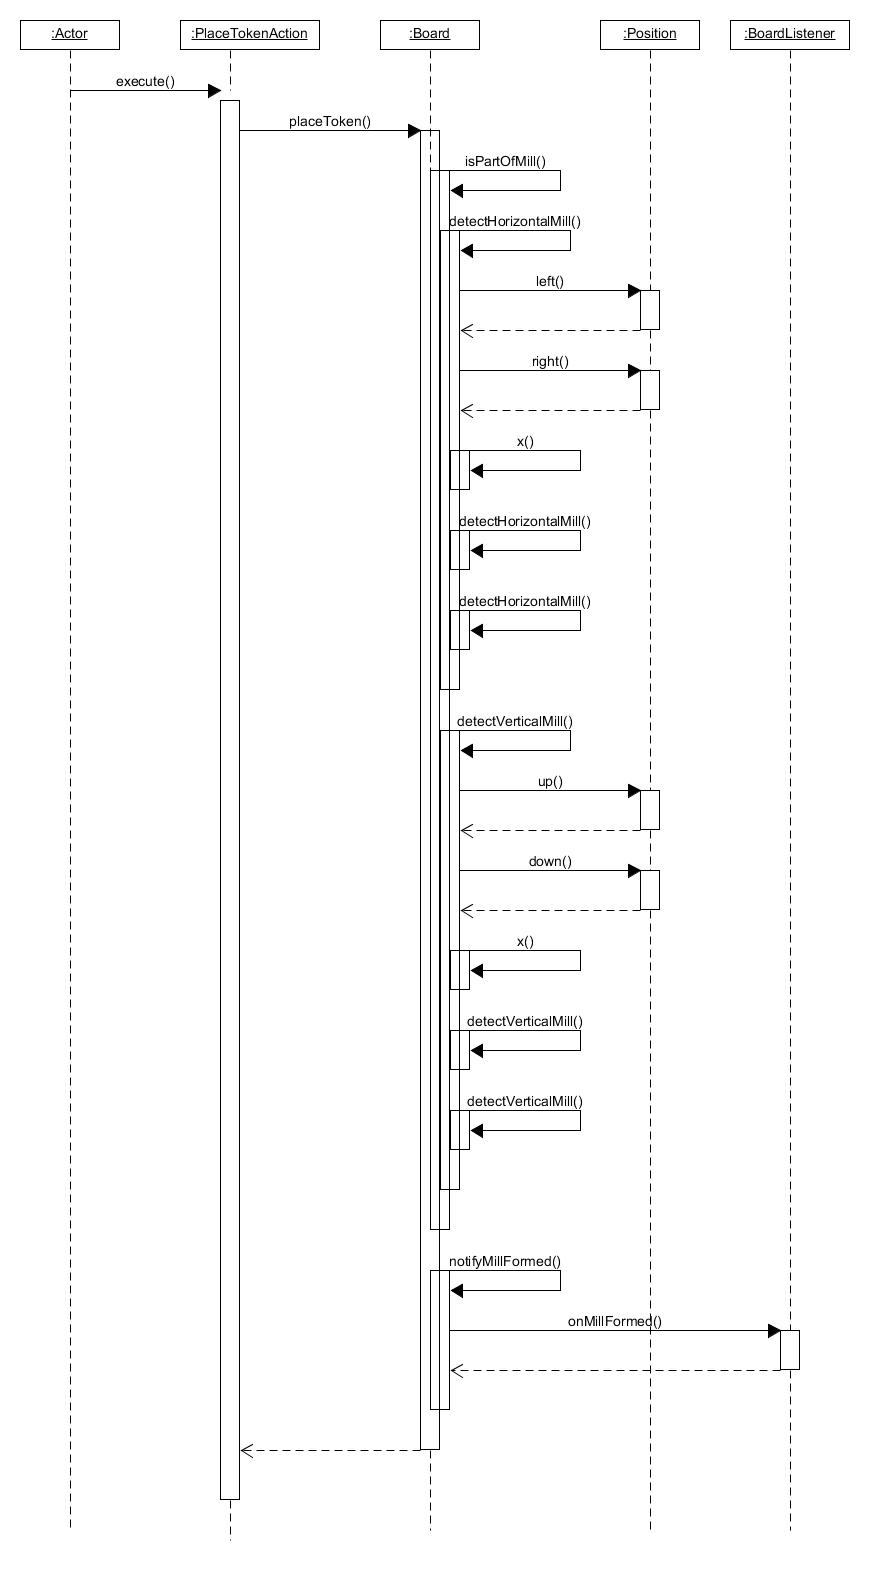 :Actor
:PlaceTokenAction
:Board
:Position
:BoardListener
execute()
placeToken()
isPartOfMill()
detectHorizontalMill()
left()
right()
x()
detectHorizontalMill()
detectHorizontalMill()
detectVerticalMill()
up()
down()
x()
detectVerticalMill()
detectVerticalMill()
notifyMillFormed()
onMillFormed()